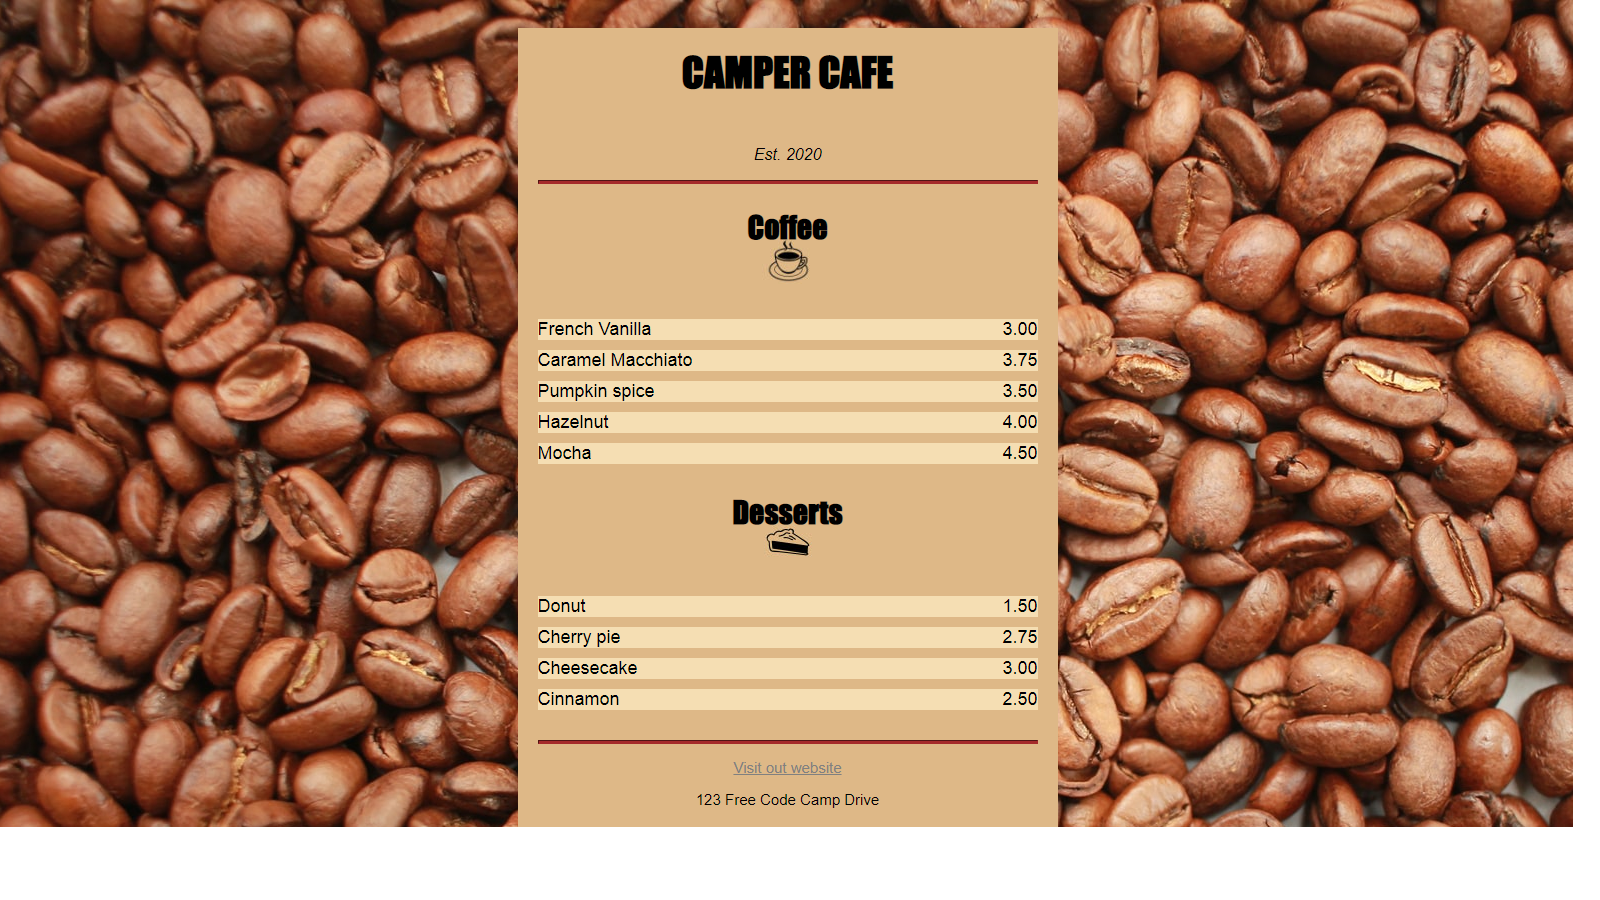 CAMPER CAFE
Est. 2020
Coffee
French Vanilla 3.00
Caramel Macchiato 3.75
Pumpkin spice 3.50
Hazelnut 4.00
Mocha 4.50
Desserts
Donut 1.50
Cherry pie 2.75
Cheesecake 3.00
Cinnamon 2.50
Visit out website
123 Free Code Camp Drive